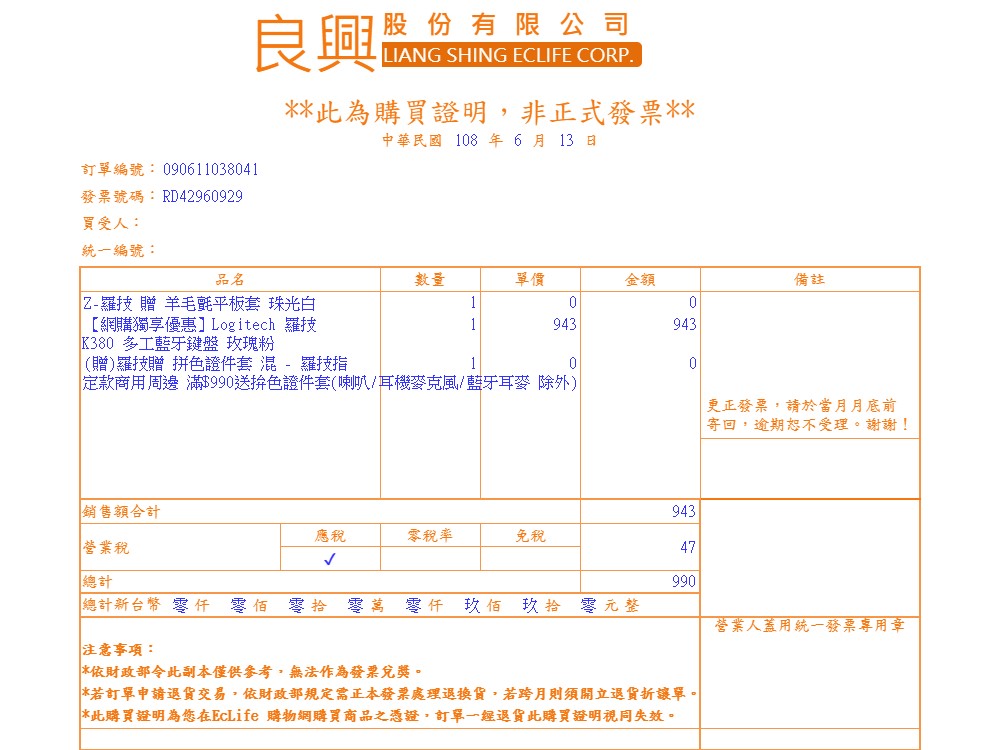 良興 股份有限公司
LIANG SHING ECLIFE CORP.
**此為購買證明，非正式發票**
中華民國 108 年 6 月 13 日
訂單編號：090611038041
發票號碼：RD42960929
買受人：
統一編號：
品名 數量 單價 金額 備註
Z-羅技 贈 羊毛氈平板套 珠光白 1 0 0
【網購獨享優惠】Logitech 羅技 1 943 943
K380 多工藍牙鍵盤 玫瑰粉
(贈)羅技贈 拼色證件套 混 - 羅技指 1 0 0
定款商用周邊 滿$990送拚色證件套(喇叭/耳機麥克風/藍牙耳麥 除外)
更正發票，請於當月月底前
寄回，逾期恕不受理。謝謝！
銷售額合計 943
營業稅 應稅 零稅率 免稅 47
✓
總計 990
總計新台幣 零仟 零佰 零拾 零萬 零仟 玖佰 玖拾 零元整
營業人蓋用統一發票專用章
注意事項：
*依財政部令此副本僅供參考，無法作為發票兌獎。
*若訂單申請退貨交易，依財政部規定需正本發票處理退換貨，若跨月則須開立退貨折讓單。
*此購買證明為您在EcLife 購物網購買商品之憑證，訂單一經退貨此購買證明視同失效。